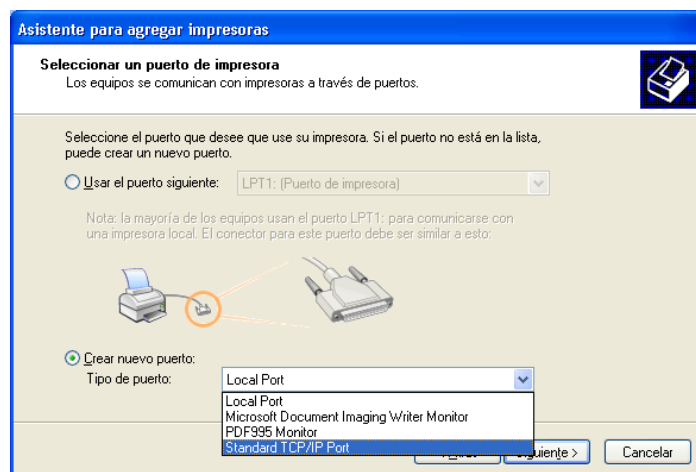 Asistente para agregar impresoras
Seleccionar un puerto de impresora
Los equipos se comunican con impresoras a través de puertos.
Seleccione el puerto que desee que use su impresora. Si el puerto no está en la lista,
puede crear un nuevo puerto.
Usar el puerto siguiente: LPT1: (Puerto de impresora)
Nota: la mayoría de los equipos usan el puerto LPT1: para comunicarse con
una impresora local. El conector para este puerto debe ser similar a esto:
Crear nuevo puerto:
Tipo de puerto: Local Port
Local Port
Microsoft Document Imaging Writer Monitor
PDF995 Monitor
Standard TCP/IP Port
Cancelar